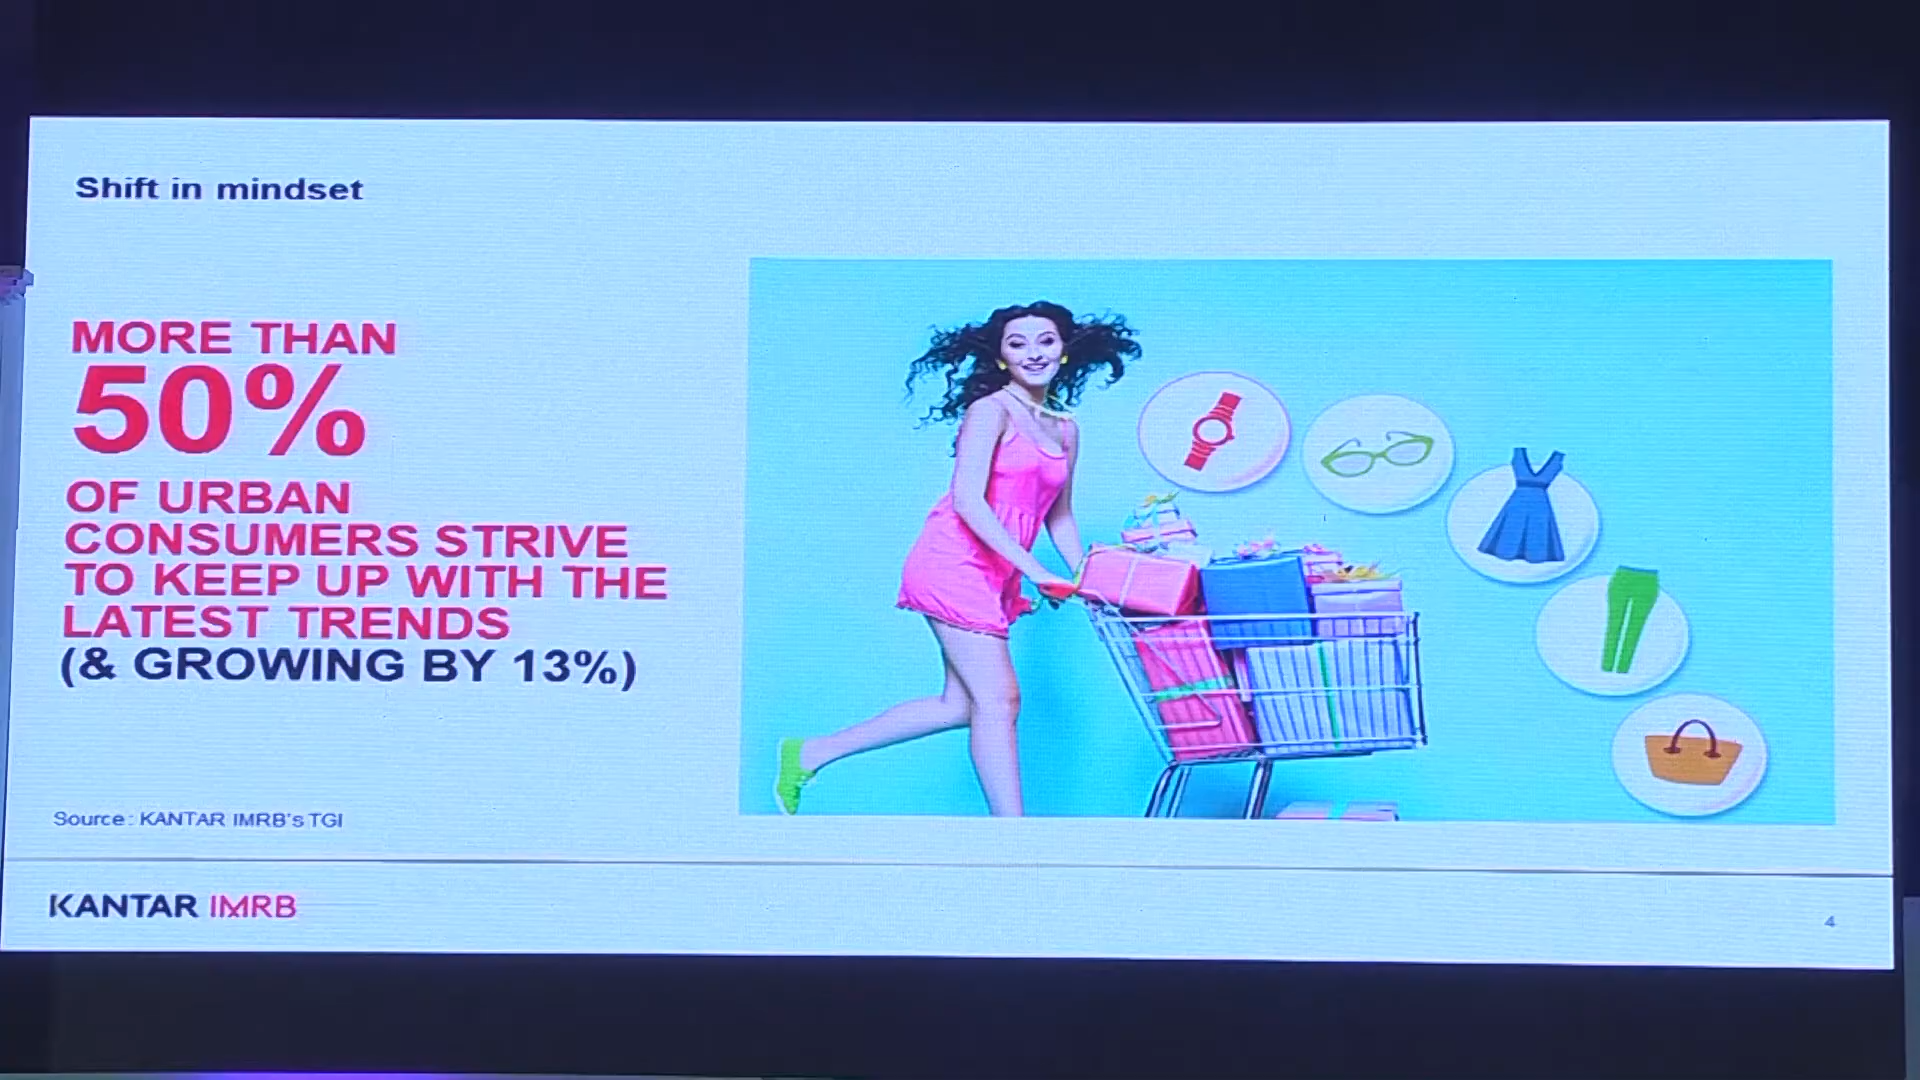 Shift in mindset
MORE THAN
50%
OF URBAN
CONSUMERS STRIVE
TO KEEP UP WITH THE
LATEST TRENDS
(& GROWING BY 13%)
Source: KANTAR IMRB's TGI
KANTAR IMRB
4